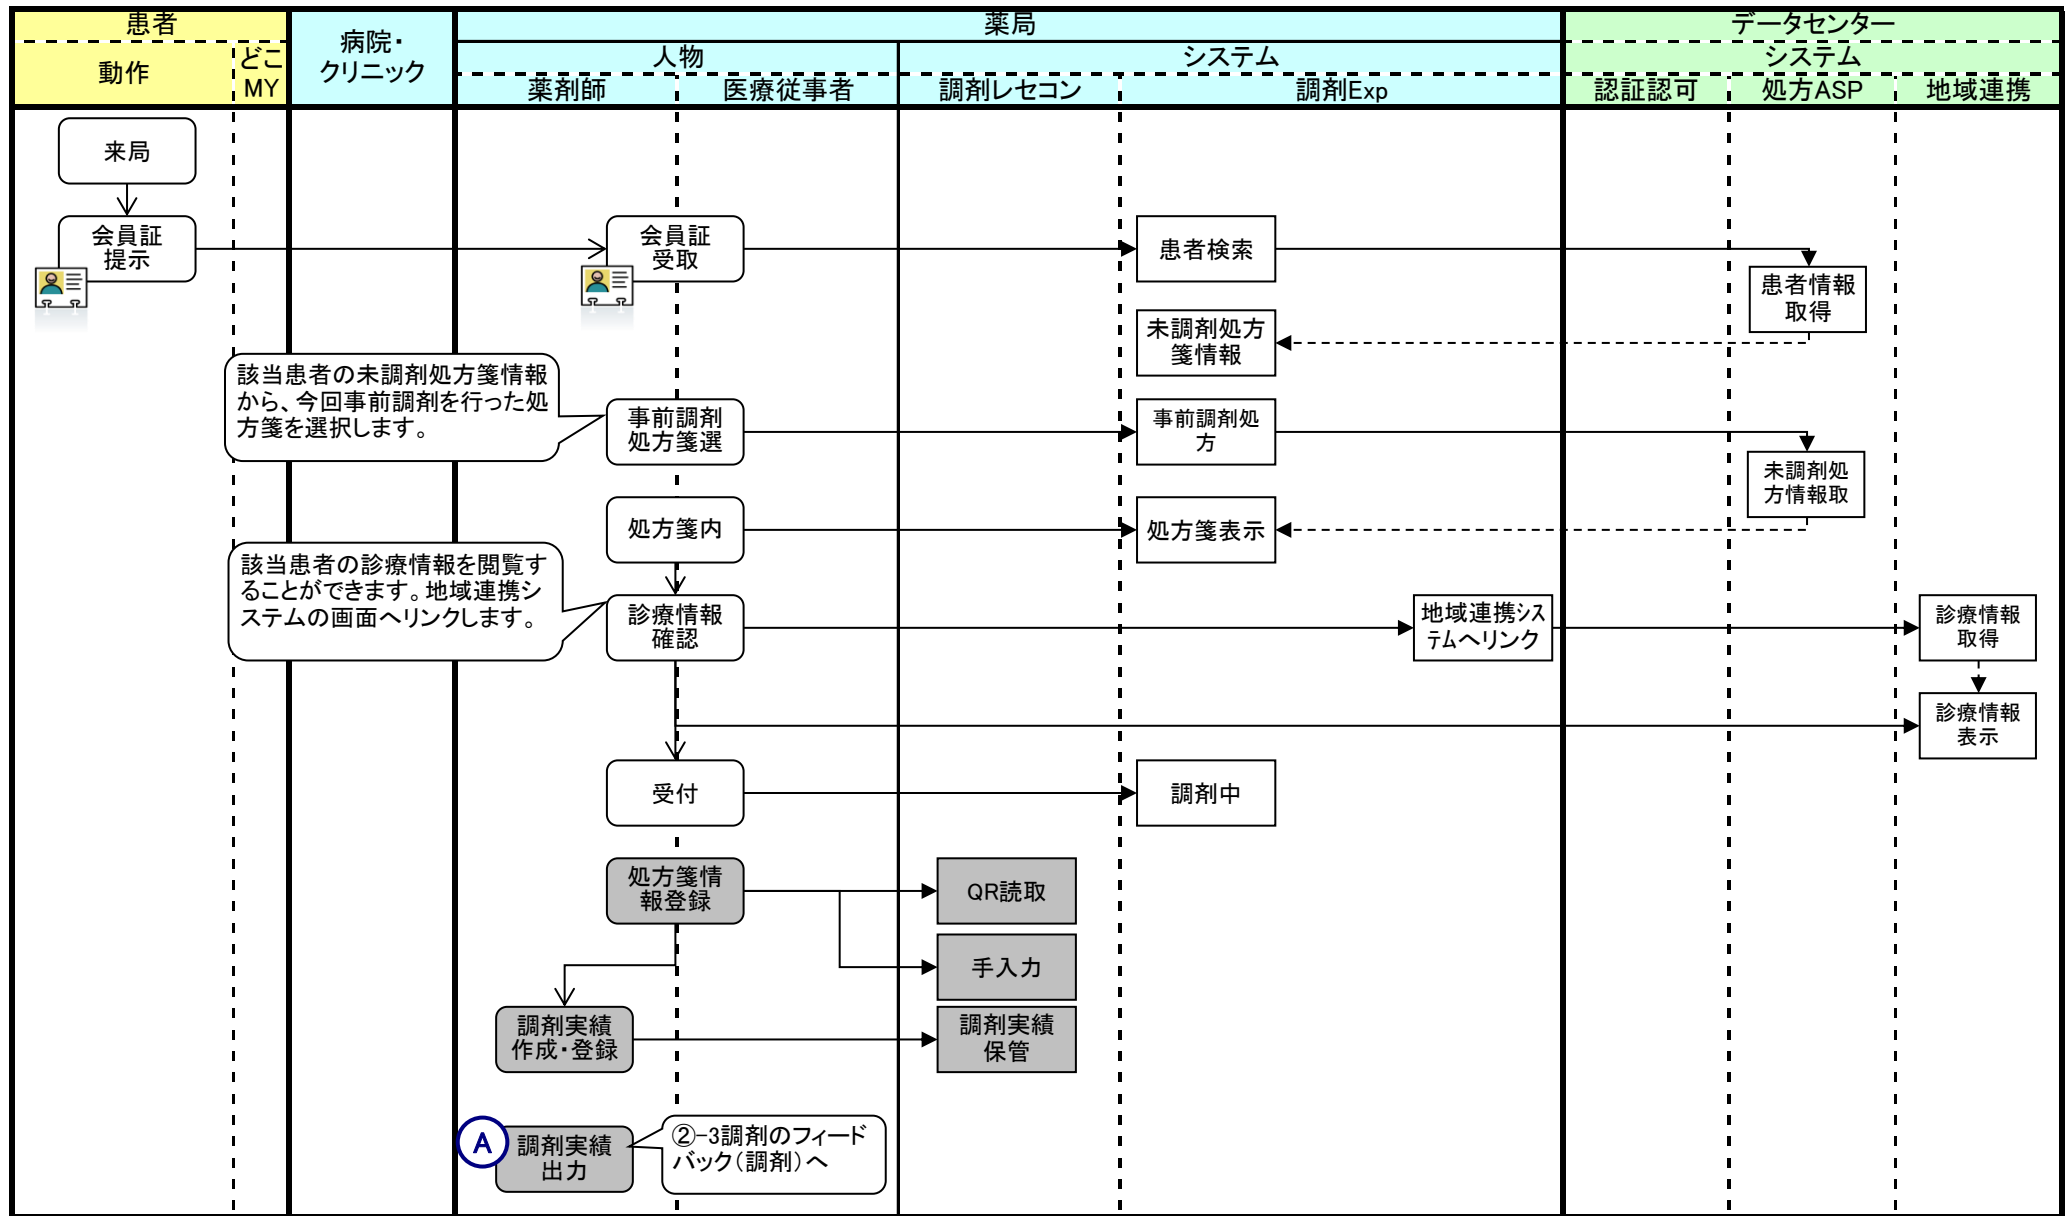 患者
病院・
クリニック
薬局
データセンター
動作
どこ
MY
人物
システム
システム
薬剤師
医療従事者
調剤レセコン
調剤Exp
認証認可
処方ASP
地域連携
来局
会員証
提示
会員証
受取
患者検索
患者情報
取得
未調剤処方
箋情報
該当患者の未調剤処方箋情報
から、今回事前調剤を行った処
方箋を選択します。
事前調剤
処方箋選
事前調剤処
方
未調剤処
方情報取
処方箋内
処方箋表示
該当患者の診療情報を閲覧す
ることができます。地域連携シ
ステムの画面へリンクします。
診療情報
確認
地域連携シス
テムへリンク
診療情報
取得
診療情報
表示
受付
調剤中
処方箋情
報登録
QR読取
手入力
調剤実績
作成・登録
調剤実績
保管
A
調剤実績
出力
②-3調剤のフィード
バック（調剤）へ